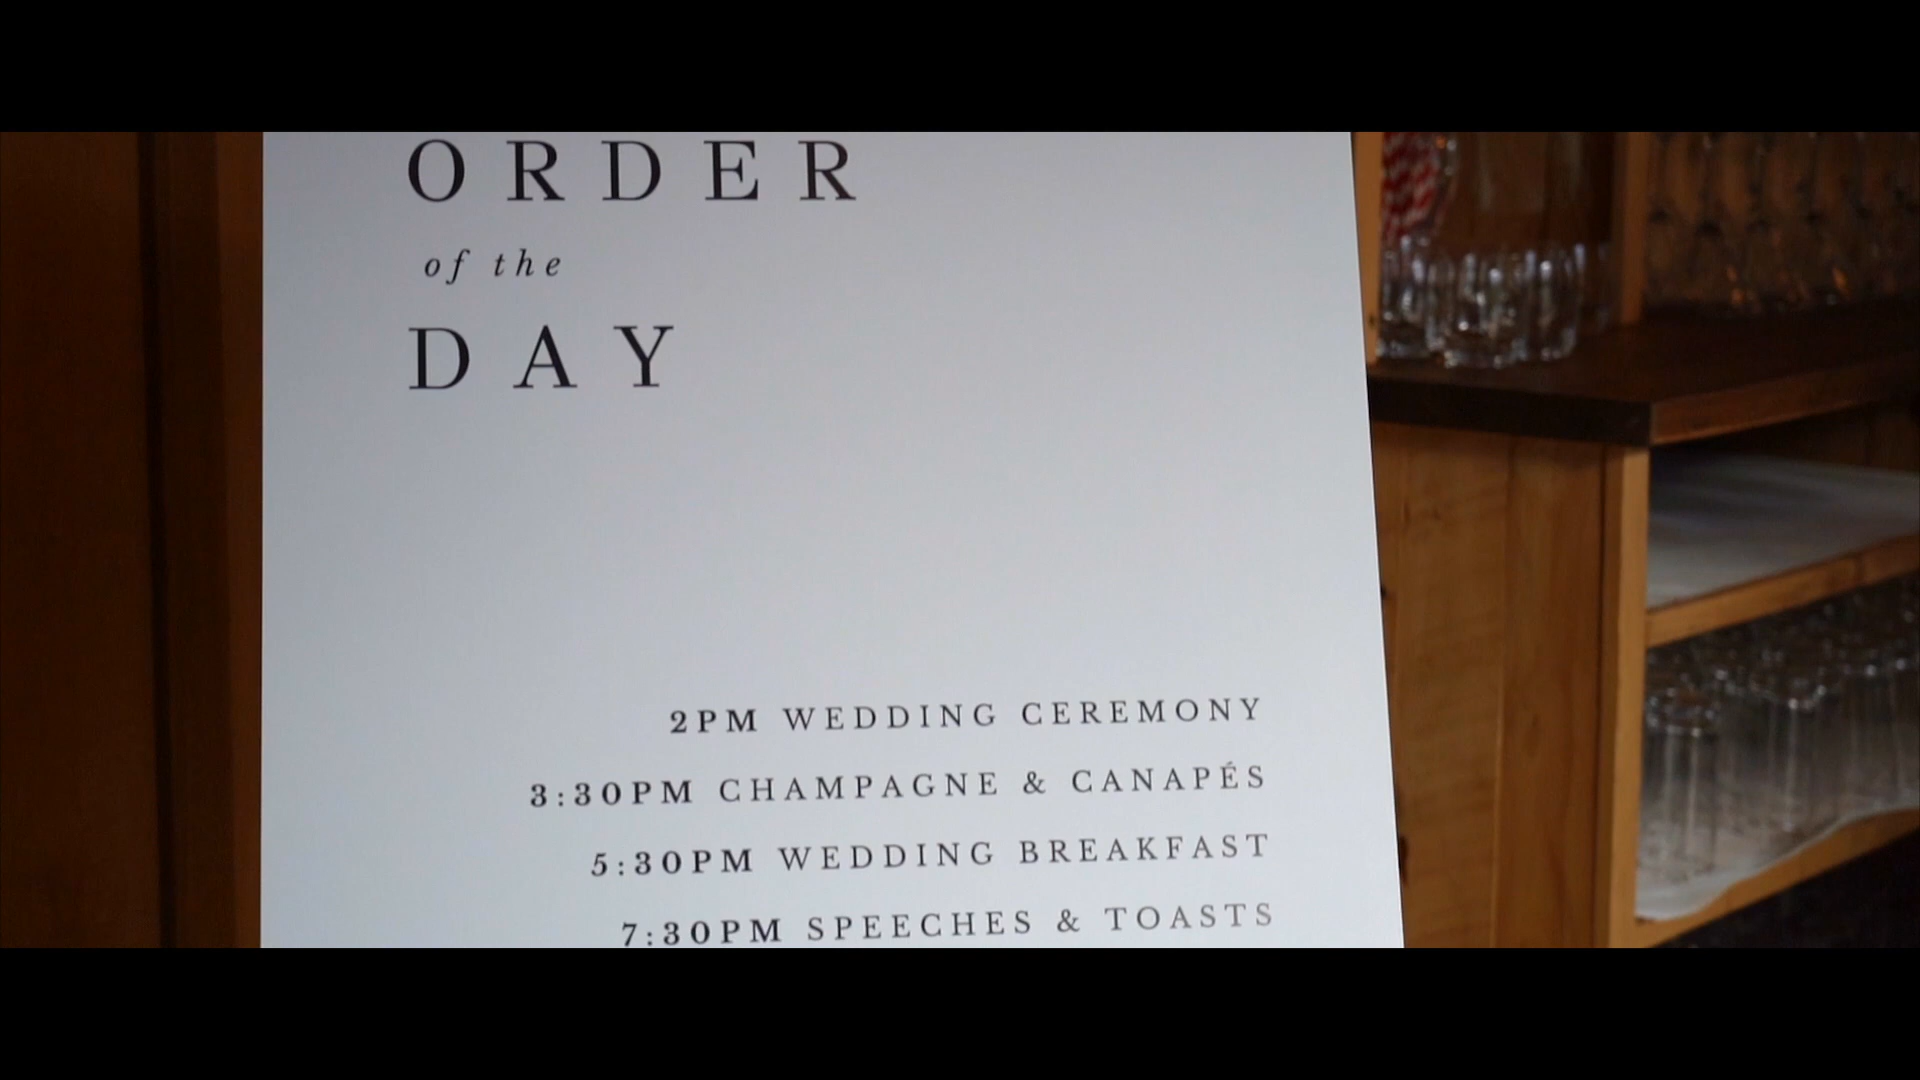 ORDER
of the
DAY
2PM WEDDING CEREMONY
3:30PM CHAMPAGNE & CANAPÉS
5:30PM WEDDING BREAKFAST
7:30PM SPEECHES & TOASTS